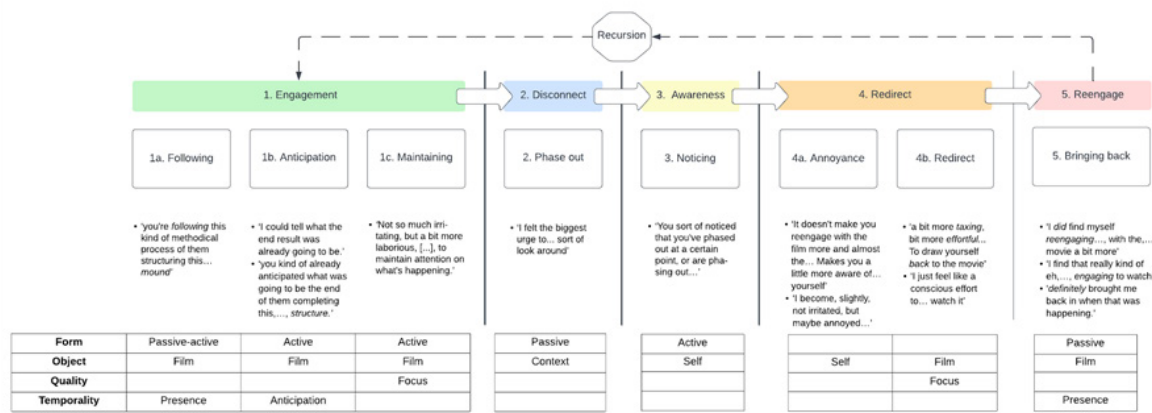 Recursion
1. Engagement
2. Disconnect
3. Awareness
4. Redirect
5. Reengage
1a. Following
1b. Anticipation
1c. Maintaining
2. Phase out
3. Noticing
4a. Annoyance
4b. Redirect
5. Bringing back
• 'you're following this
kind of methodical
process of them
structuring this…
mound'
• 'I could tell what the
end result was
already going to be.'
• 'you kind of already
anticipated what was
going to be the end
of them completing
this,…, structure.'
• 'Not so much irri-
tating, but a bit more
laborious, [...], to
maintain attention on
what's happening.'
• 'I felt the biggest
urge to... sort of
look around'
• 'You sort of noticed
that you've phased
out at a certain
point, or are pha-
sing out…'
• 'It doesn't make you
reengage with the
film more and almost
the… Makes you a
little more aware of…
yourself'
• 'I become, slightly,
not irritated, but
maybe annoyed…'
• 'a bit more taxing,
bit more effortful...
To draw yourself
back to the movie'
• 'I just feel like a
conscious effort
to… watch it'
• 'I did find myself
reengaging…, with the,...
movie a bit more'
• 'I find that really kind of
eh,…, engaging to watch
• 'definitely brought me
back in when that was
happening.'
Form Passive-active Active Active Passive Active Passive
Object Film Film Film Context Self Self Film Film
Quality Focus Focus
Temporality Presence Anticipation Presence